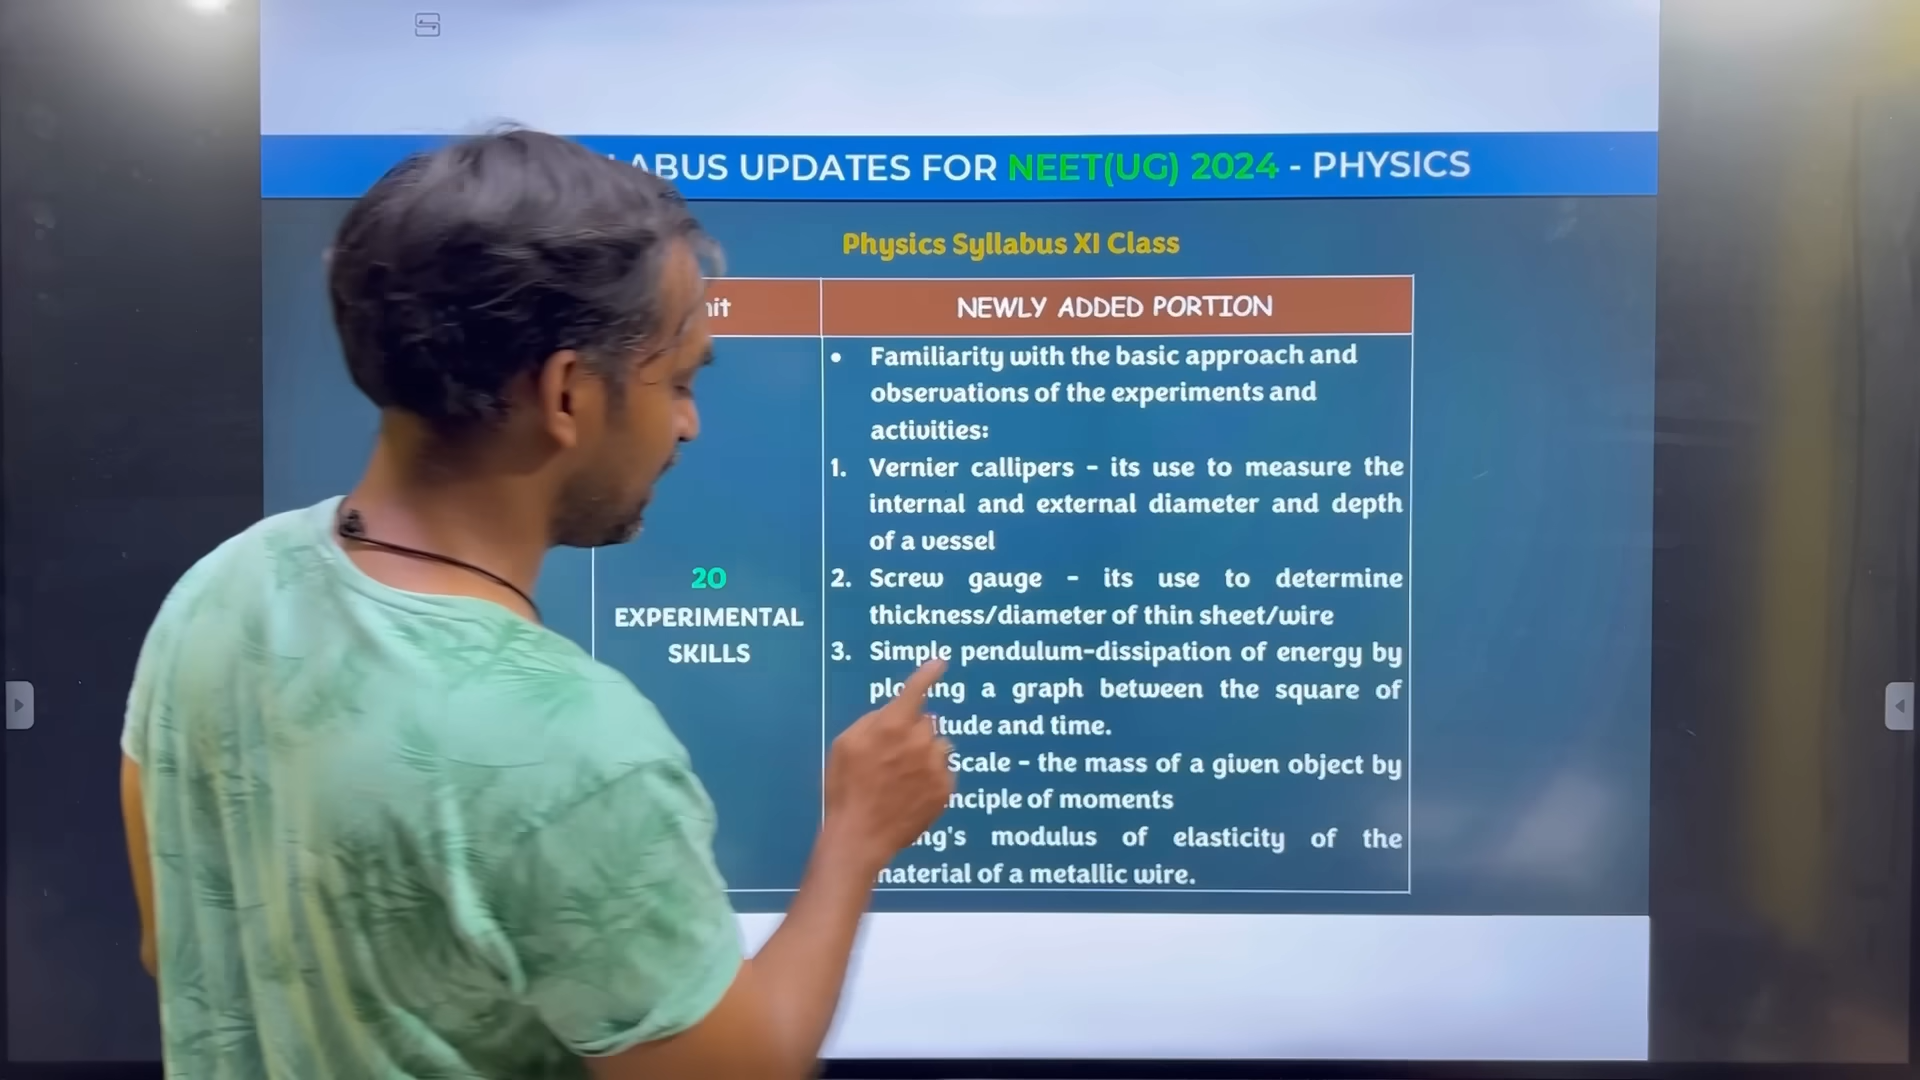 UPDATES FOR NEET(UG) 2024 - PHYSICS
Physics Syllabus XI Class
NEWLY ADDED PORTION
• Familiarity with the basic approach and
observations of the experiments and
activities:
1. Vernier callipers - its use to measure the
internal and external diameter and depth
of a vessel
20
EXPERIMENTAL
SKILLS
2. Screw gauge - its use to determine
thickness/diameter of thin sheet/wire
3. Simple pendulum-dissipation of energy by
a graph between the square of
and time.
Scale - the mass of a given object by
of moments
modulus of elasticity of the
material of a metallic wire.